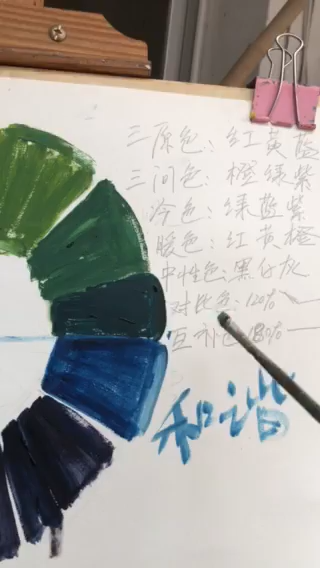 三原色：红黄蓝
三间色：橙绿紫
冷色：绿蓝紫
暖色：红黄橙
中性色：黑白灰
对比色：120%
互补色：180%
和谐